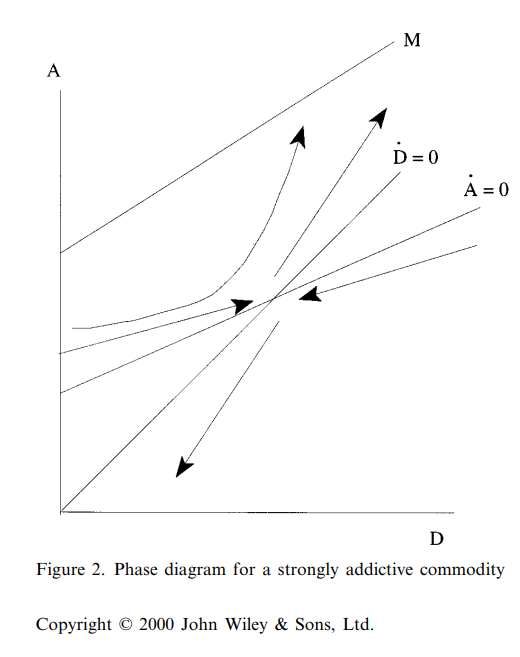 M
A
Ḋ = 0
Ȧ = 0
D
Figure 2. Phase diagram for a strongly addictive commodity
Copyright © 2000 John Wiley & Sons, Ltd.